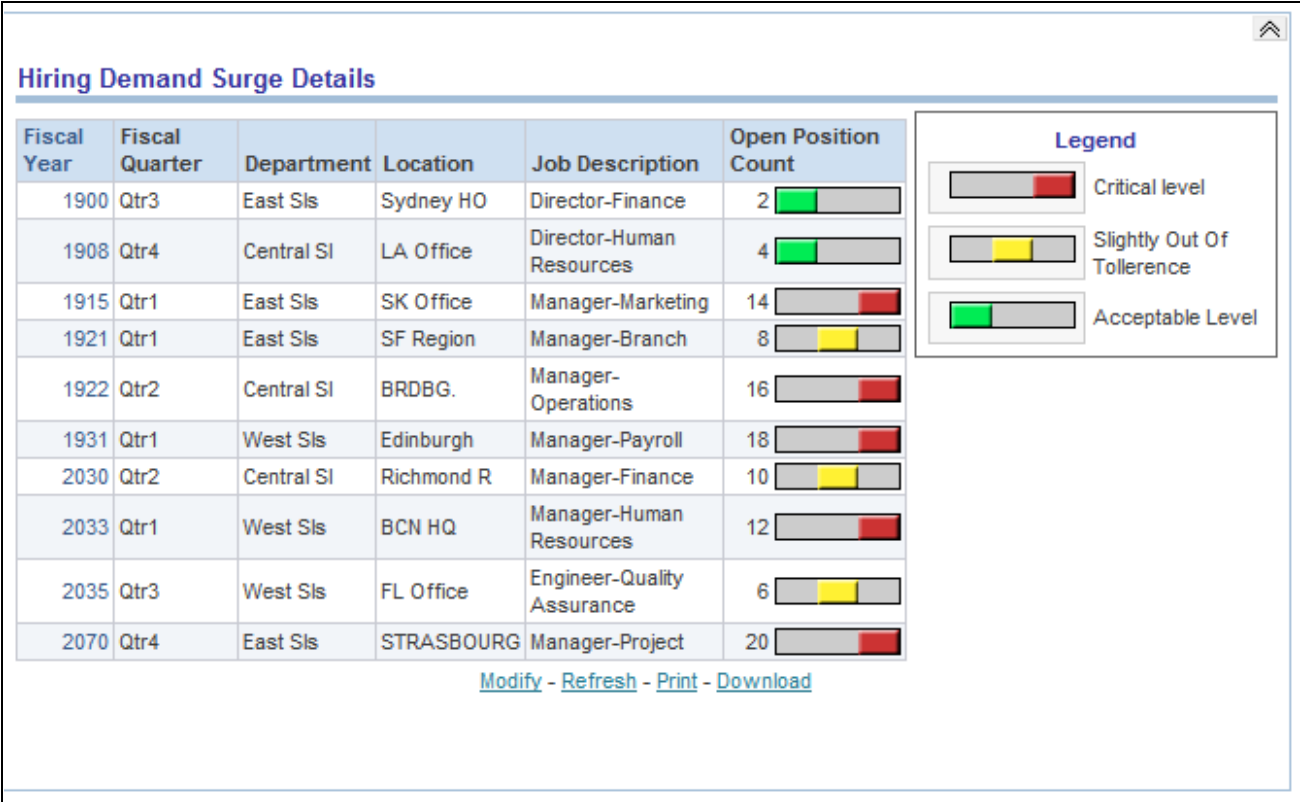 Hiring Demand Surge Details
Fiscal Year Fiscal Quarter Department Location Job Description Open Position Count
1900 Qtr3 East Sls Sydney HO Director-Finance 2
1908 Qtr4 Central Sl LA Office Director-Human Resources 4
1915 Qtr1 East Sls SK Office Manager-Marketing 14
1921 Qtr1 East Sls SF Region Manager-Branch 8
1922 Qtr2 Central Sl BRDBG. Manager-Operations 16
1931 Qtr1 West Sls Edinburgh Manager-Payroll 18
2030 Qtr2 Central Sl Richmond R Manager-Finance 10
2033 Qtr1 West Sls BCN HQ Manager-Human Resources 12
2035 Qtr3 West Sls FL Office Engineer-Quality Assurance 6
2070 Qtr4 East Sls STRASBOURG Manager-Project 20
Modify - Refresh - Print - Download
Legend
Critical level
Slightly Out Of
Tollerence
Acceptable Level